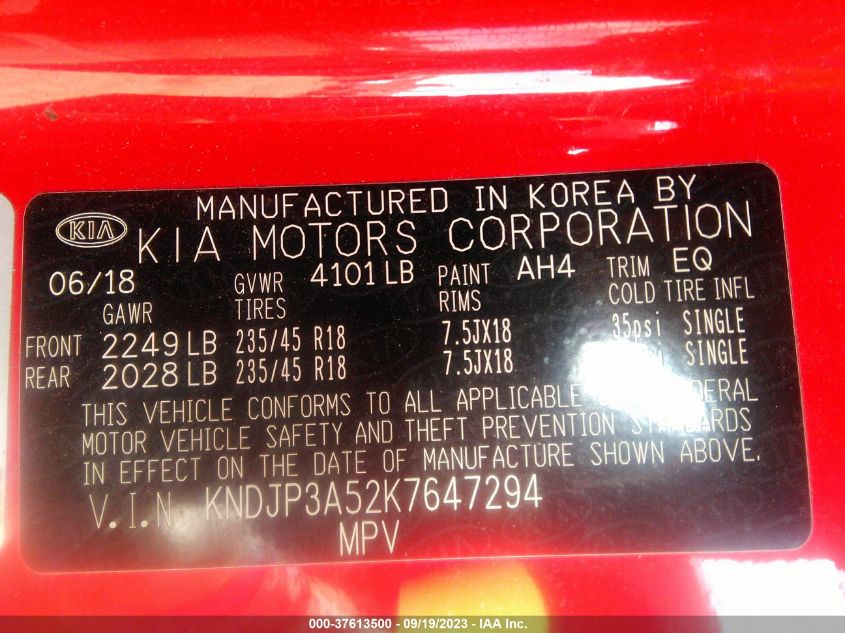 MANUFACTURED IN KOREA BY
KIA KIA MOTORS CORPORATION
06/18 GVWR 4101 LB PAINT AH4 TRIM EQ
GAWR TIRES RIMS COLD TIRE INFL
FRONT 2249 LB 235/45 R18 7.5JX18 35psi SINGLE
REAR 2028 LB 235/45 R18 7.5JX18 SINGLE
THIS VEHICLE CONFORMS TO ALL APPLICABLE
MOTOR VEHICLE SAFETY AND THEFT PREVENTION STANDARDS
IN EFFECT ON THE DATE OF MANUFACTURE SHOWN ABOVE.
V.I.N. KNDJP3A52K7647294
MPV
000-37613500 - 09/19/2023 - IAA Inc.